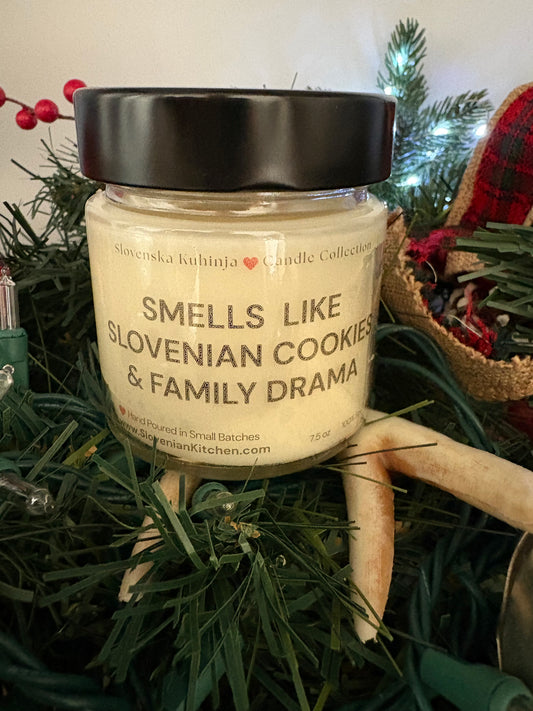 Slovenska Kuhinja ❤ Candle Collection
SMELLS LIKE
SLOVENIAN COOKIES
& FAMILY DRAMA
❤ Hand Poured in Small Batches
www.SlovenianKitchen.com
7.5 oz